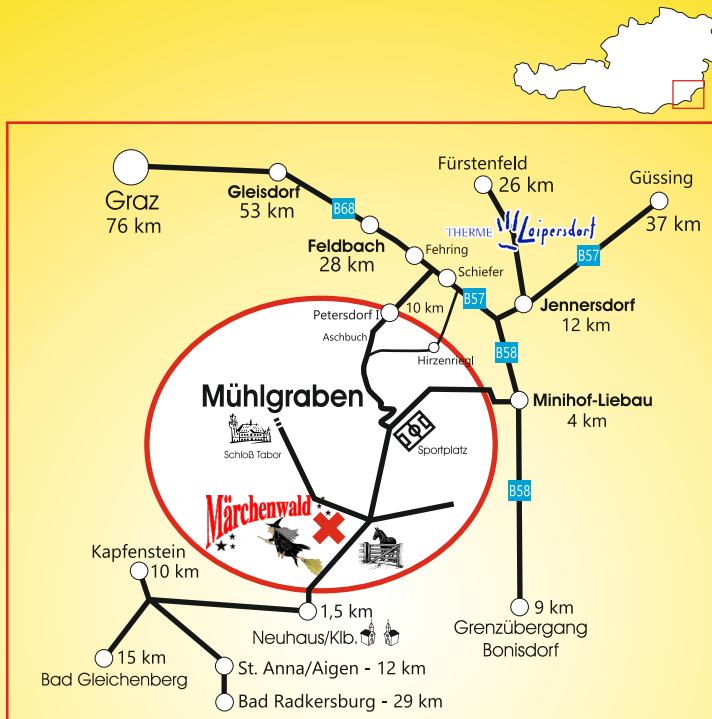 Graz
76 km
Gleisdorf
53 km
B68
Feldbach
28 km
Fehring
Schiefer
Fürstenfeld
26 km
Güssing
37 km
THERME Loipersdorf
B57
B57
Jennersdorf
12 km
Petersdorf I
10 km
Aschbuch
Hirzenriegl
B58
Mühlgraben
Schloß Tabor
Sportplatz
Minihof-Liebau
4 km
B58
Märchenwald
Kapfenstein
10 km
1,5 km
Neuhaus/Klb.
9 km
Grenzübergang
Bonisdorf
15 km
Bad Gleichenberg
St. Anna/Aigen - 12 km
Bad Radkersburg - 29 km